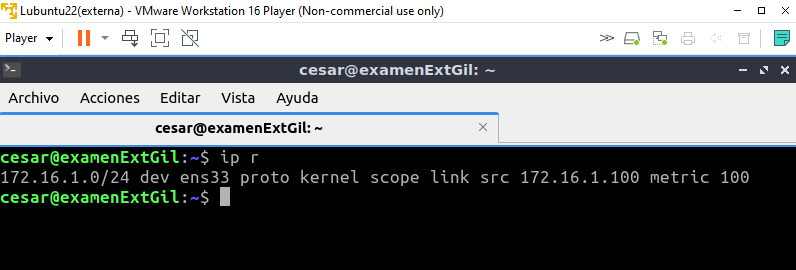 Lubuntu22(externa) - VMware Workstation 16 Player (Non-commercial use only)
Player
cesar@examenExtGil: ~
Archivo Acciones Editar Vista Ayuda
cesar@examenExtGil: ~
cesar@examenExtGil:~$ ip r
172.16.1.0/24 dev ens33 proto kernel scope link src 172.16.1.100 metric 100
cesar@examenExtGil:~$